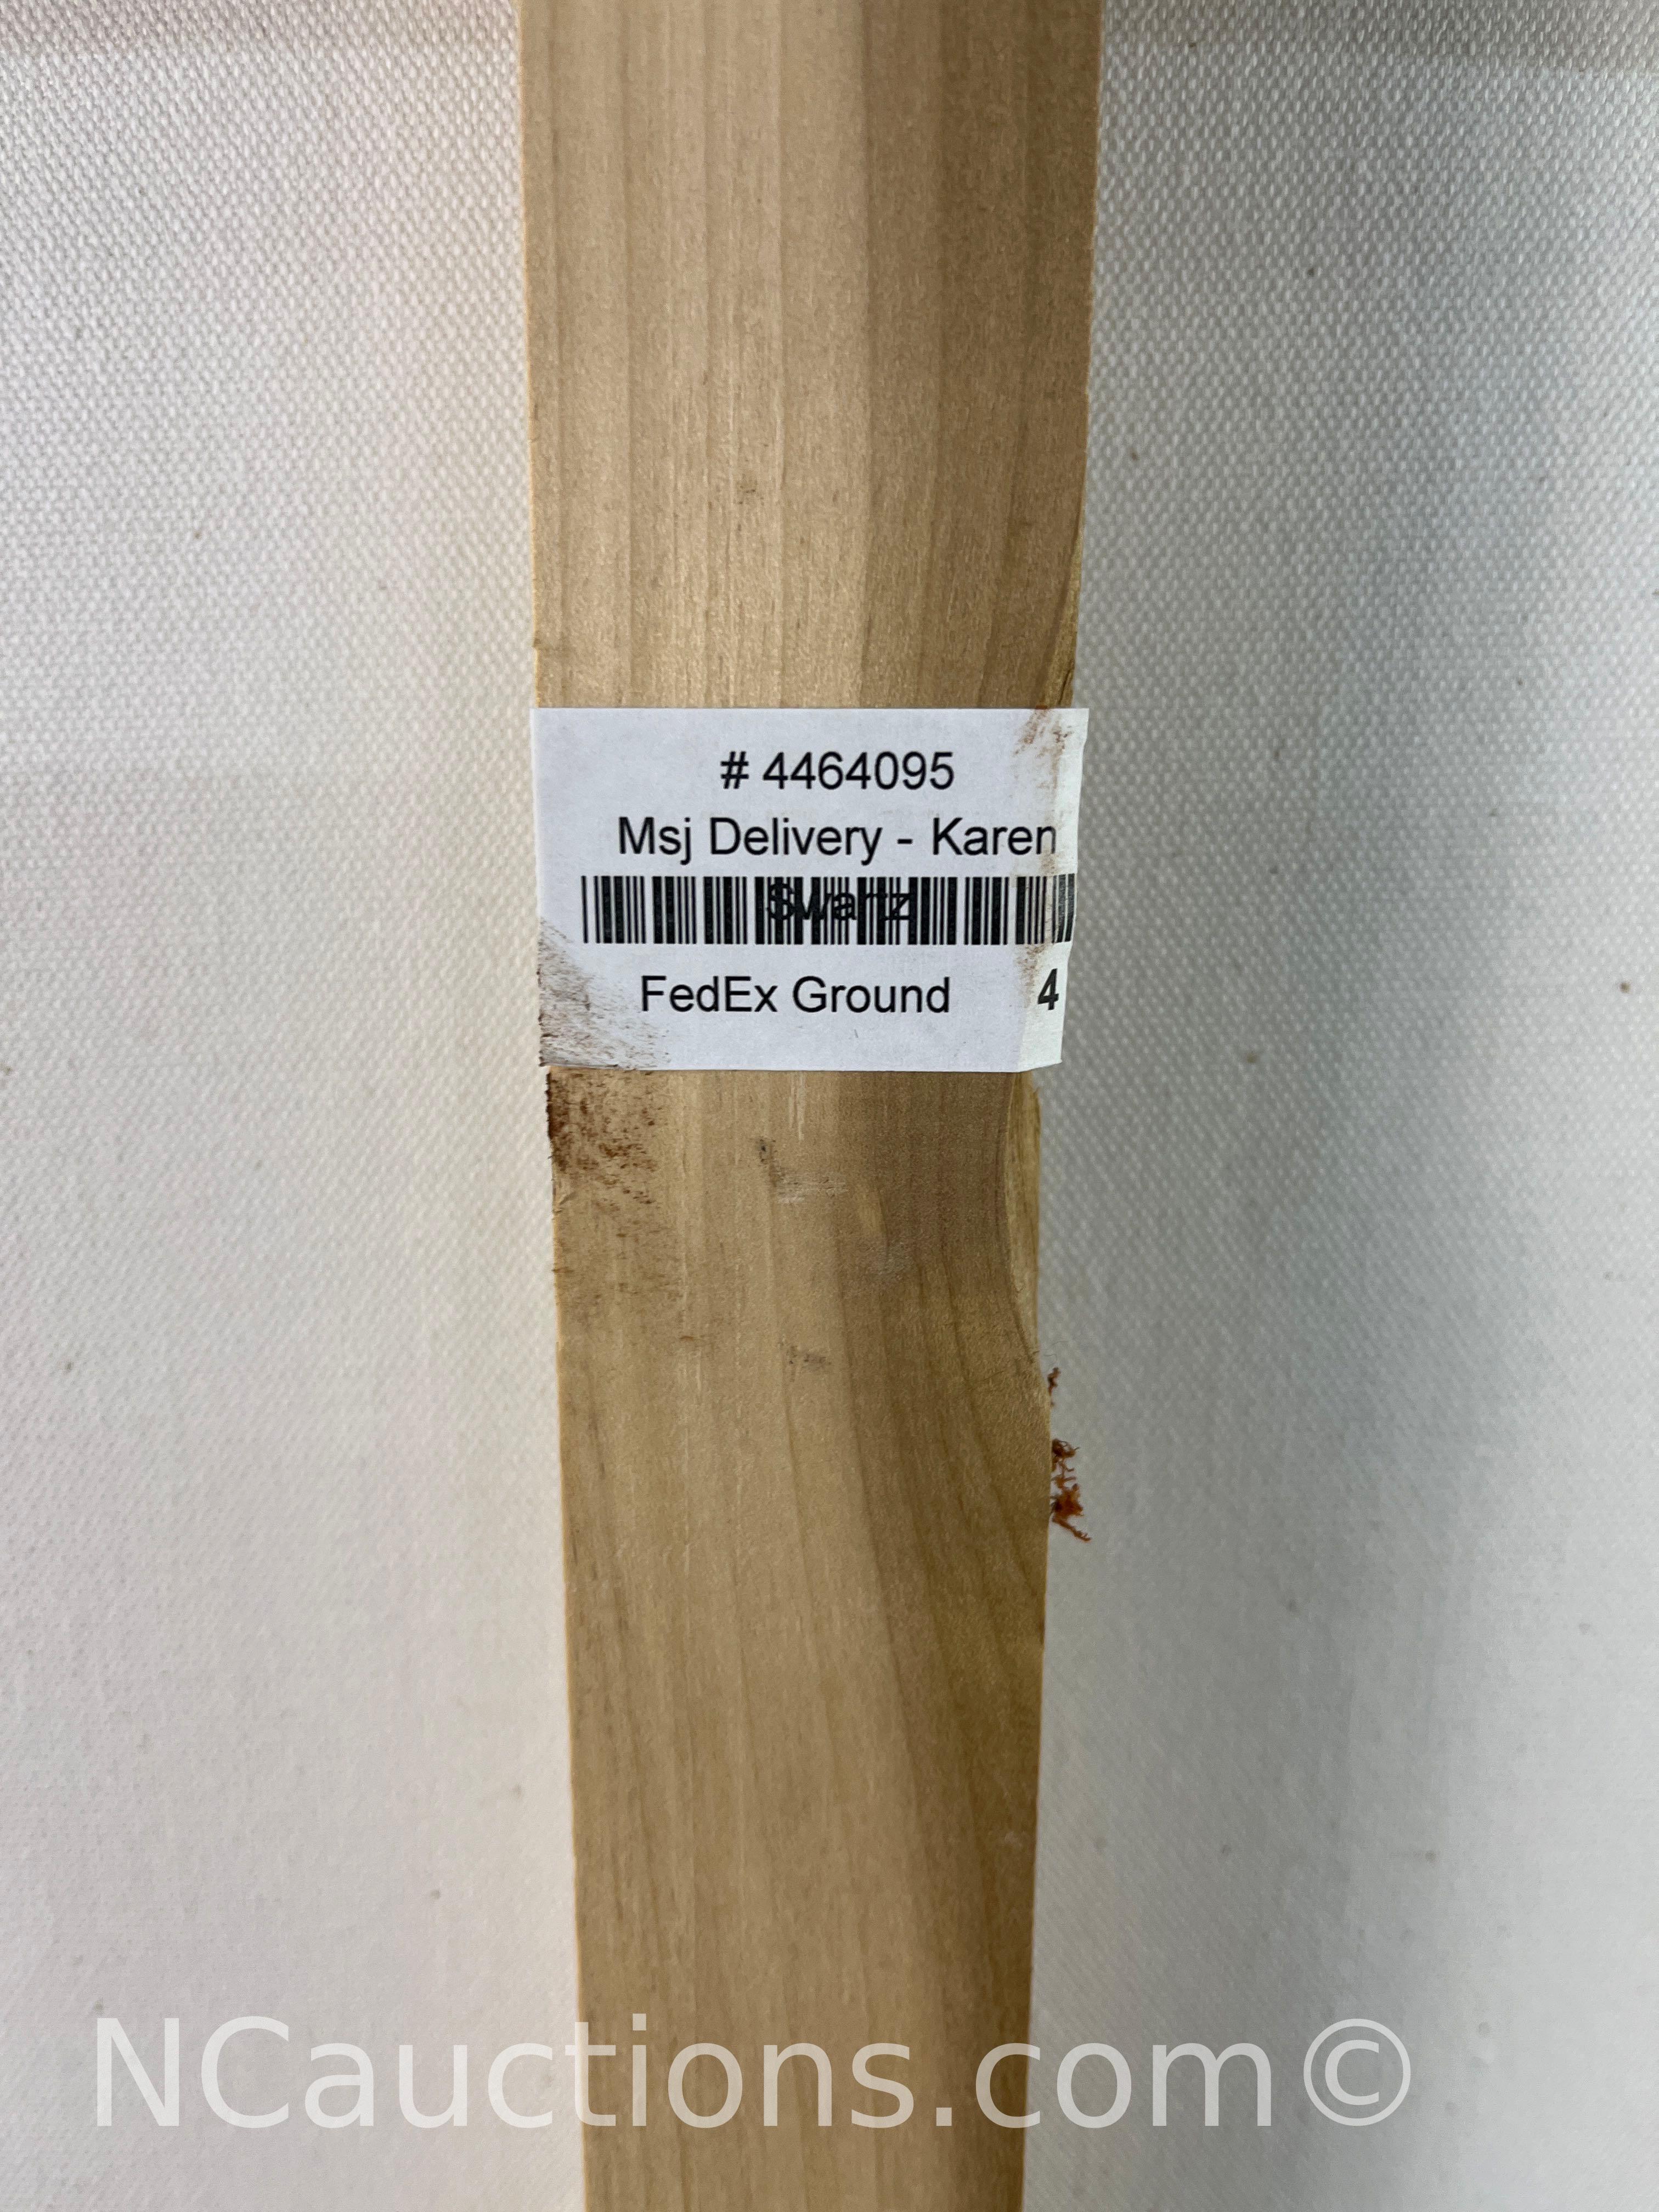 # 4464095
Msj Delivery - Karen
Swartz
FedEx Ground 4
NCauctions.com©